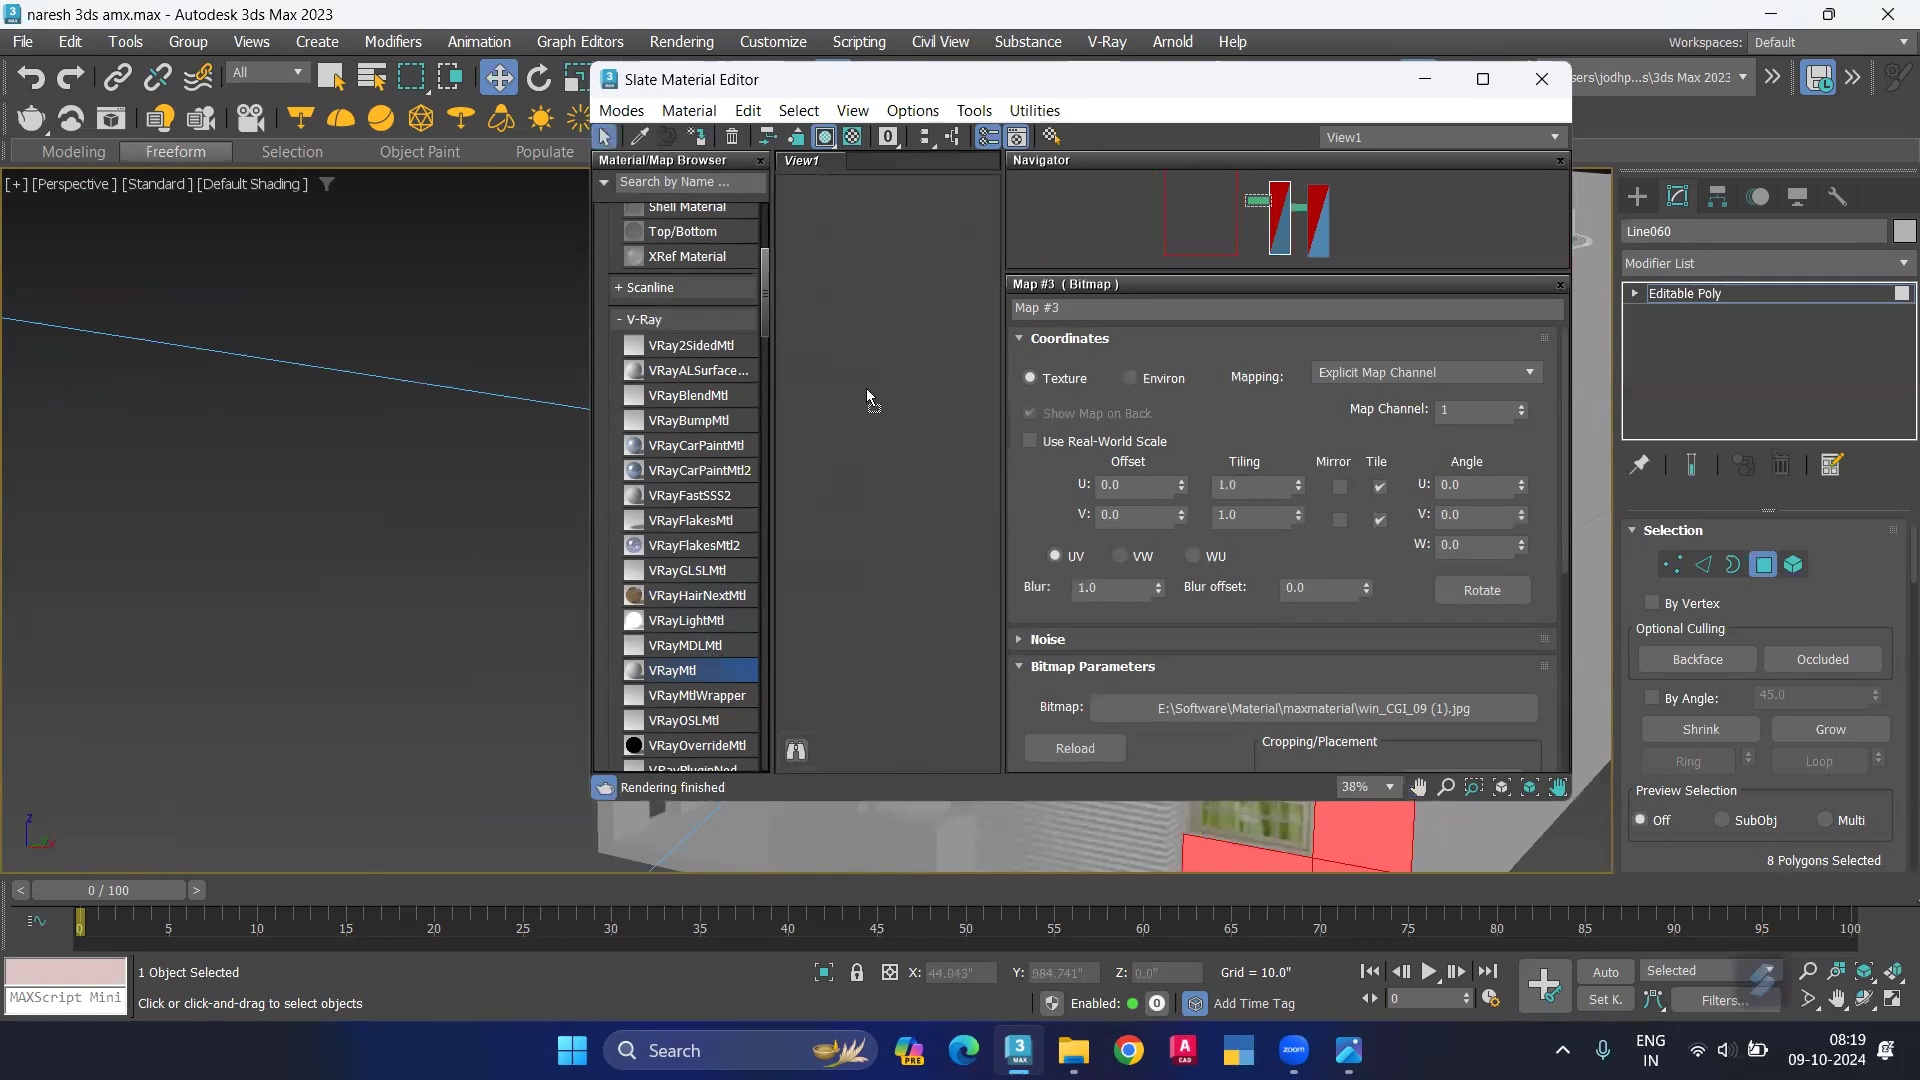 naresh 3ds amx.max - Autodesk 3ds Max 2023
File Edit Tools Group Views Create Modifiers Animation Graph Editors Rendering Customize Scripting Civil View Substance V-Ray Arnold Help
Workspaces: Default
All
sers\jodhp...s\3ds Max 2023
Modeling Freeform Selection Object Paint Populate
[+] [Perspective ] [Standard ] [Default Shading ]
Slate Material Editor
Modes Material Edit Select View Options Tools Utilities
View1
Material/Map Browser
Search by Name ...
Shell Material
Top/Bottom
XRef Material
+ Scanline
- V-Ray
VRay2SidedMtl
VRayALSurface...
VRayBlendMtl
VRayBumpMtl
VRayCarPaintMtl
VRayCarPaintMtl2
VRayFastSSS2
VRayFlakesMtl
VRayFlakesMtl2
VRayGLSLMtl
VRayHairNextMtl
VRayLightMtl
VRayMDLMtl
VRayMtl
VRayMtlWrapper
VRayOSLMtl
VRayOverrideMtl
VRayPluginNod
View1
Navigator
Map #3 ( Bitmap )
Map #3
Coordinates
Texture Environ Mapping: Explicit Map Channel
Show Map on Back Map Channel: 1
Use Real-World Scale
Offset Tiling Mirror Tile Angle
U: 0.0 1.0 U: 0.0
V: 0.0 1.0 V: 0.0
W: 0.0
UV VW WU
Blur: 1.0 Blur offset: 0.0 Rotate
Noise
Bitmap Parameters
Bitmap: E:\Software\Material\maxmaterial\win_CGI_09 (1).jpg
Reload
Cropping/Placement
Rendering finished
38%
Line060
Modifier List
Editable Poly
Selection
By Vertex
Optional Culling
Backface Occluded
By Angle: 45.0
Shrink Grow
Ring Loop
Preview Selection
Off SubObj Multi
8 Polygons Selected
z
< 0 / 100 >
0 5 10 15 20 25 30 35 40 45 50 55 60 65 70 75 80 85 90 95 100
1 Object Selected
MAXScript Mini
Click or click-and-drag to select objects
X: 44.043" Y: 984.741" Z: 0.0" Grid = 10.0"
Enabled: 0 Add Time Tag
0
Auto Selected
Set K. Filters...
Search
PRE
3
MAX
A
CAD
zoom
ENG
IN
08:19
09-10-2024